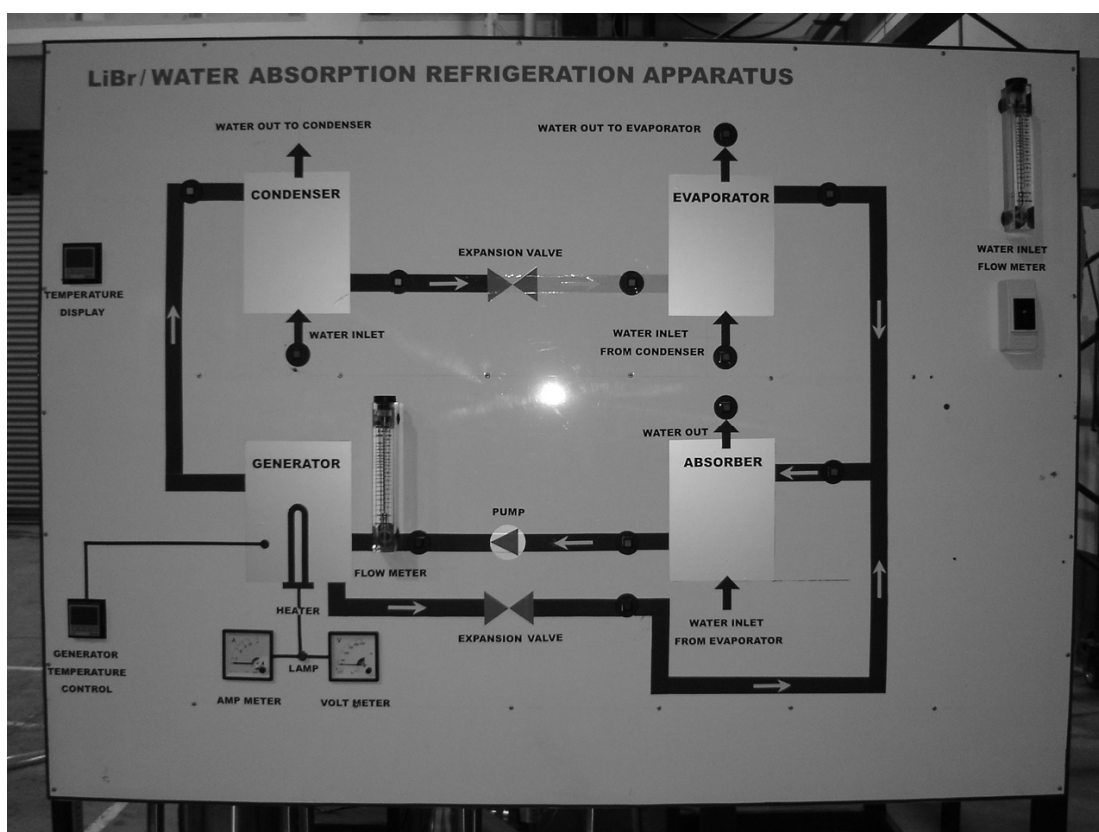 LiBr/WATER ABSORPTION REFRIGERATION APPARATUS
WATER OUT TO CONDENSER
WATER OUT TO EVAPORATOR
CONDENSER
EVAPORATOR
EXPANSION VALVE
WATER INLET
FLOW METER
TEMPERATURE
DISPLAY
WATER INLET
WATER INLET
FROM CONDENSER
WATER OUT
GENERATOR
ABSORBER
PUMP
FLOW METER
HEATER
EXPANSION VALVE
WATER INLET
FROM EVAPORATOR
GENERATOR
TEMPERATURE
CONTROL
LAMP
AMP METER
VOLT METER
A
V